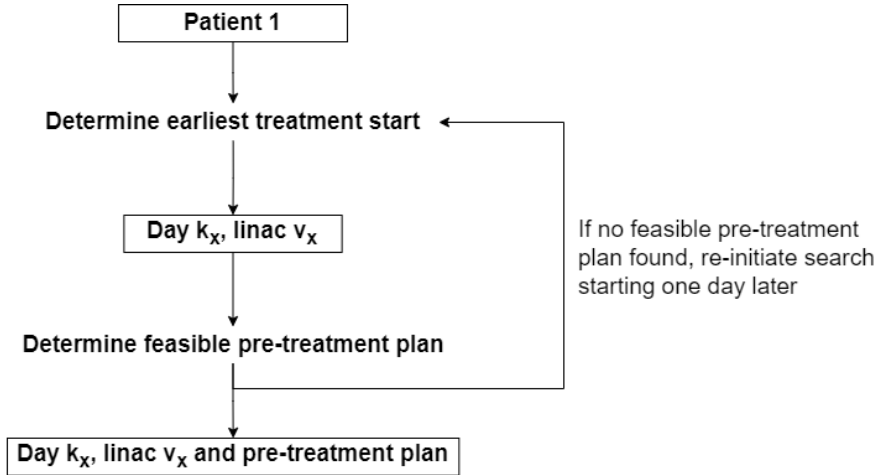 Patient 1
Determine earliest treatment start
Day kₓ, linac vₓ
If no feasible pre-treatment
plan found, re-initiate search
starting one day later
Determine feasible pre-treatment plan
Day kₓ, linac vₓ and pre-treatment plan